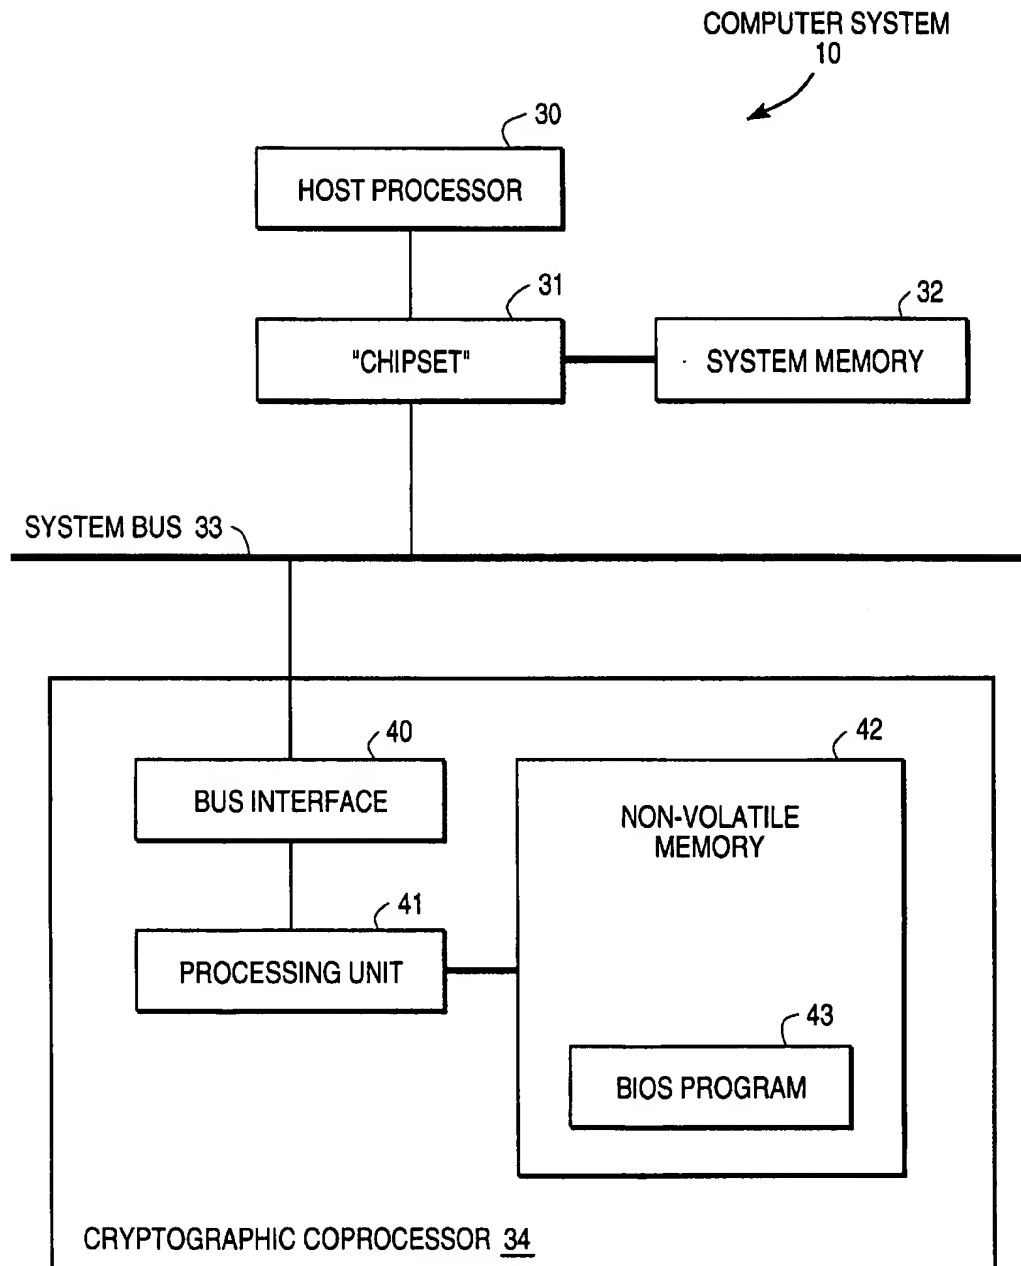 COMPUTER SYSTEM
10
30
HOST PROCESSOR
31
"CHIPSET"
32
SYSTEM MEMORY
SYSTEM BUS 33
40
BUS INTERFACE
42
NON-VOLATILE
MEMORY
41
PROCESSING UNIT
43
BIOS PROGRAM
CRYPTOGRAPHIC COPROCESSOR 34